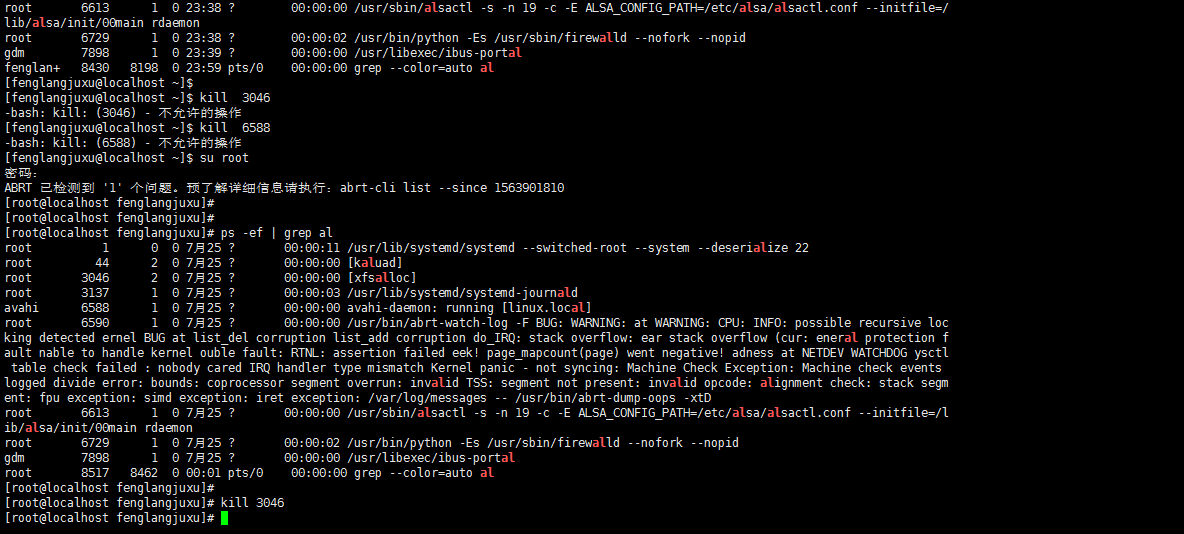 root      6613     1  0 23:38 ?        00:00:00 /usr/sbin/alsactl -s -n 19 -c -E ALSA_CONFIG_PATH=/etc/alsa/alsactl.conf --initfile=/
lib/alsa/init/00main rdaemon
root      6729     1  0 23:38 ?        00:00:02 /usr/bin/python -Es /usr/sbin/firewalld --nofork --nopid
gdm       7898     1  0 23:39 ?        00:00:00 /usr/libexec/ibus-portal
fenglan+  8430  8198  0 23:59 pts/0    00:00:00 grep --color=auto al
[fenglangjuxu@localhost ~]$
[fenglangjuxu@localhost ~]$ kill  3046
-bash: kill: (3046) - 不允许的操作
[fenglangjuxu@localhost ~]$ kill  6588
-bash: kill: (6588) - 不允许的操作
[fenglangjuxu@localhost ~]$ su root
密码：
ABRT 已检测到 '1' 个问题。预了解详细信息请执行：abrt-cli list --since 1563901810
[root@localhost fenglangjuxu]#
[root@localhost fenglangjuxu]#
[root@localhost fenglangjuxu]# ps -ef | grep al
root         1     0  0 7月25 ?       00:00:11 /usr/lib/systemd/systemd --switched-root --system --deserialize 22
root        44     2  0 7月25 ?       00:00:00 [kaluad]
root      3046     2  0 7月25 ?       00:00:00 [xfsalloc]
root      3137     1  0 7月25 ?       00:00:03 /usr/lib/systemd/systemd-journald
avahi     6588     1  0 7月25 ?       00:00:00 avahi-daemon: running [linux.local]
root      6590     1  0 7月25 ?       00:00:00 /usr/bin/abrt-watch-log -F BUG: WARNING: at WARNING: CPU: INFO: possible recursive loc
king detected ernel BUG at list_del corruption list_add corruption do_IRQ: stack overflow: ear stack overflow (cur: eneral protection f
ault nable to handle kernel ouble fault: RTNL: assertion failed eek! page_mapcount(page) went negative! adness at NETDEV WATCHDOG ysctl
 table check failed : nobody cared IRQ handler type mismatch Kernel panic - not syncing: Machine Check Exception: Machine check events
logged divide error: bounds: coprocessor segment overrun: invalid TSS: segment not present: invalid opcode: alignment check: stack segm
ent: fpu exception: simd exception: iret exception: /var/log/messages -- /usr/bin/abrt-dump-oops -xtD
root      6613     1  0 7月25 ?       00:00:00 /usr/sbin/alsactl -s -n 19 -c -E ALSA_CONFIG_PATH=/etc/alsa/alsactl.conf --initfile=/l
ib/alsa/init/00main rdaemon
root      6729     1  0 7月25 ?       00:00:02 /usr/bin/python -Es /usr/sbin/firewalld --nofork --nopid
gdm       7898     1  0 7月25 ?       00:00:00 /usr/libexec/ibus-portal
root      8517  8462  0 00:01 pts/0    00:00:00 grep --color=auto al
[root@localhost fenglangjuxu]#
[root@localhost fenglangjuxu]# kill 3046
[root@localhost fenglangjuxu]#